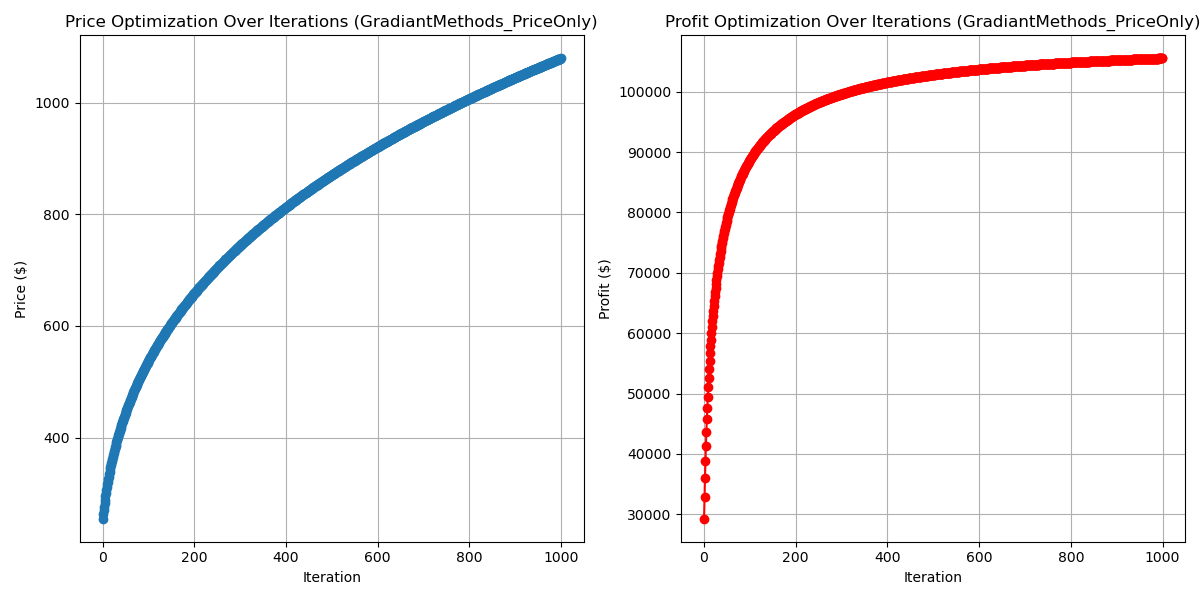 Price Optimization Over Iterations (GradiantMethods_PriceOnly)
Price ($)
1000
800
600
400
0 200 400 600 800 1000
Iteration
Profit Optimization Over Iterations (GradiantMethods_PriceOnly)
Profit ($)
100000
90000
80000
70000
60000
50000
40000
30000
0 200 400 600 800 1000
Iteration